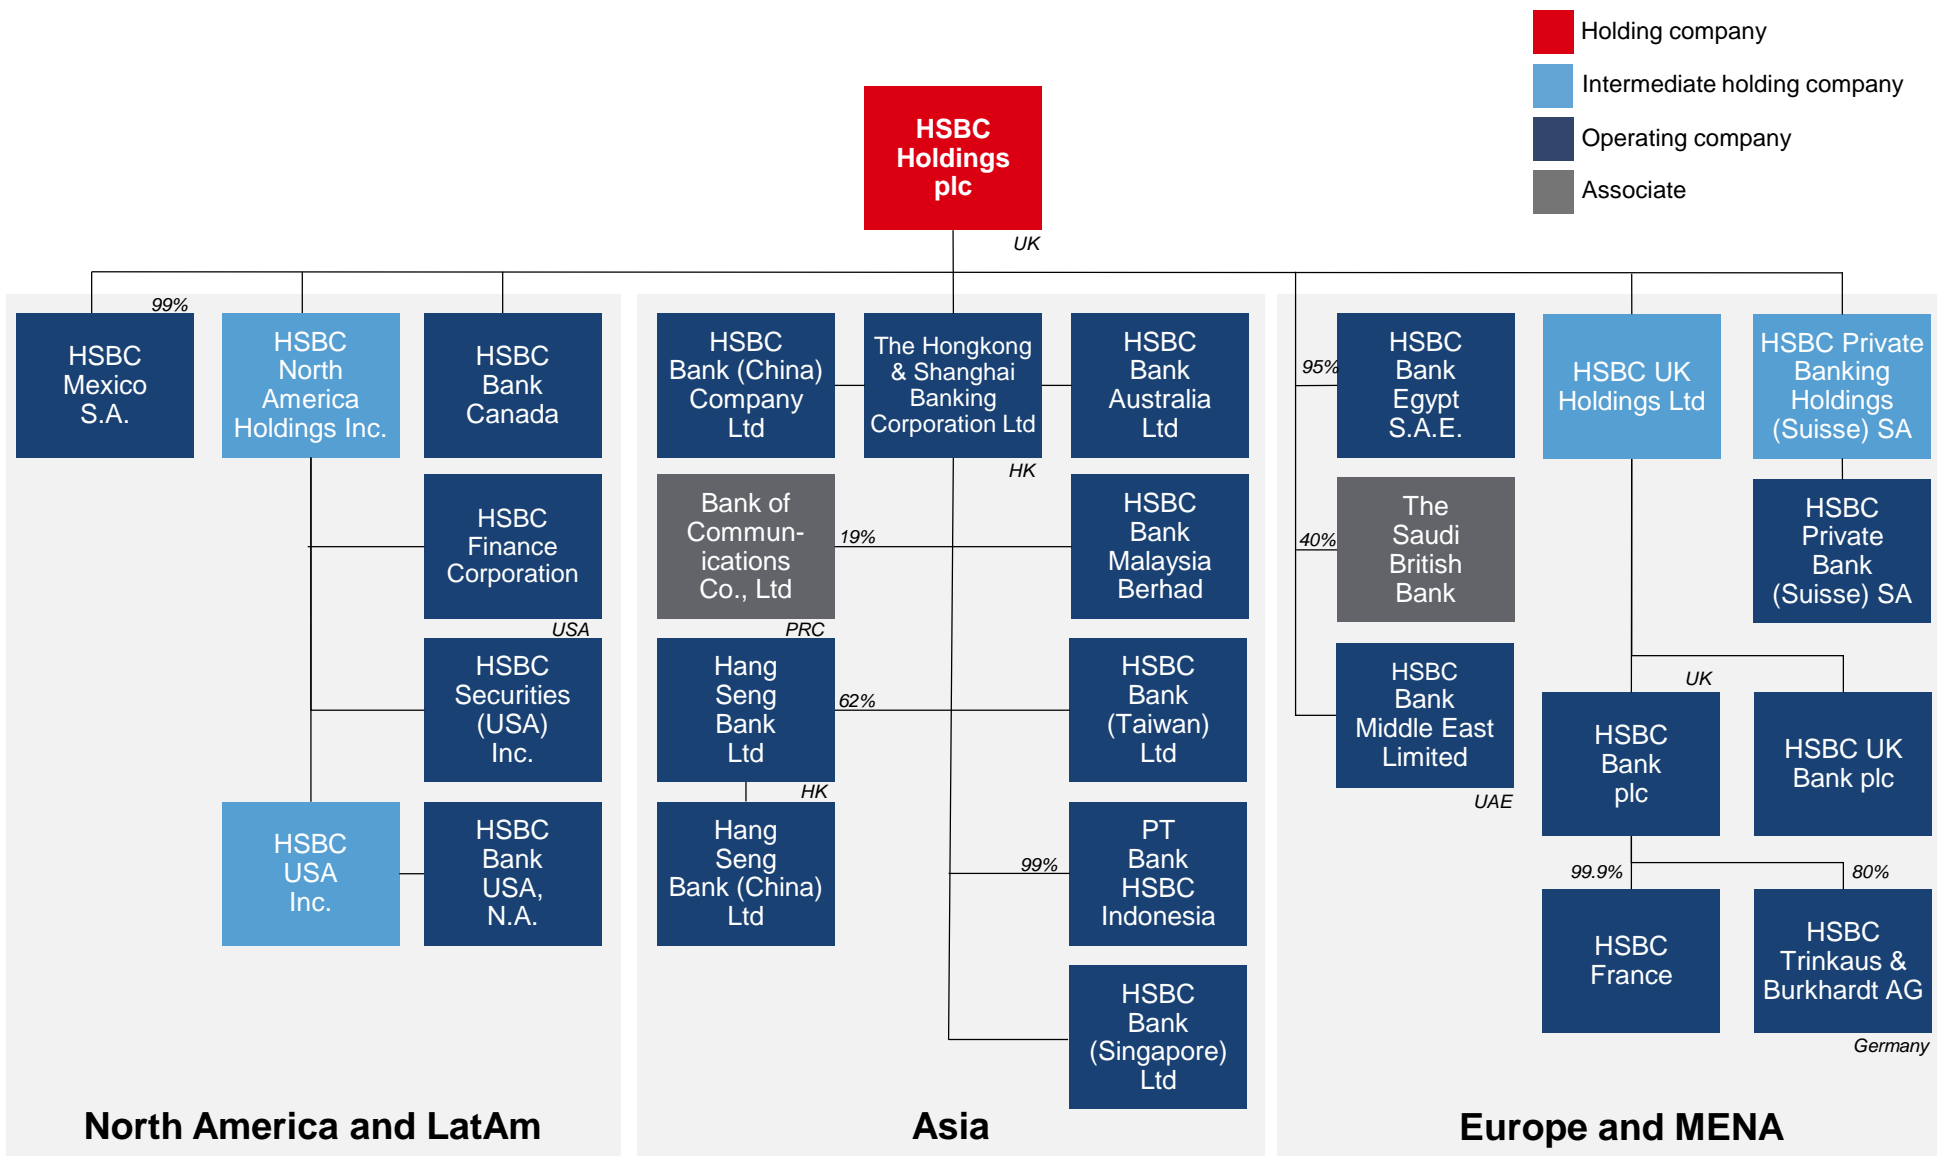 Holding company
Intermediate holding company
Operating company
Associate
HSBC
Holdings
plc
UK
99%
HSBC
Mexico
S.A.
HSBC
North
America
Holdings Inc.
HSBC
Bank
Canada
HSBC
Finance
Corporation
USA
HSBC
Securities
(USA)
Inc.
HSBC
USA
Inc.
HSBC
Bank
USA,
N.A.
North America and LatAm
HSBC
Bank (China)
Company
Ltd
The Hongkong
& Shanghai
Banking
Corporation Ltd
HK
HSBC
Bank
Australia
Ltd
Bank of
Commun-
ications
Co., Ltd
19%
PRC
HSBC
Bank
Malaysia
Berhad
Hang
Seng
Bank
Ltd
62%
HK
HSBC
Bank
(Taiwan)
Ltd
Hang
Seng
Bank (China)
Ltd
99%
PT
Bank
HSBC
Indonesia
HSBC
Bank
(Singapore)
Ltd
Asia
95%
HSBC
Bank
Egypt
S.A.E.
HSBC UK
Holdings Ltd
HSBC Private
Banking
Holdings
(Suisse) SA
40%
The
Saudi
British
Bank
HSBC
Private
Bank
(Suisse) SA
HSBC
Bank
Middle East
Limited
UAE
UK
HSBC
Bank
plc
HSBC UK
Bank plc
99.9%
80%
HSBC
France
HSBC
Trinkaus &
Burkhardt AG
Germany
Europe and MENA